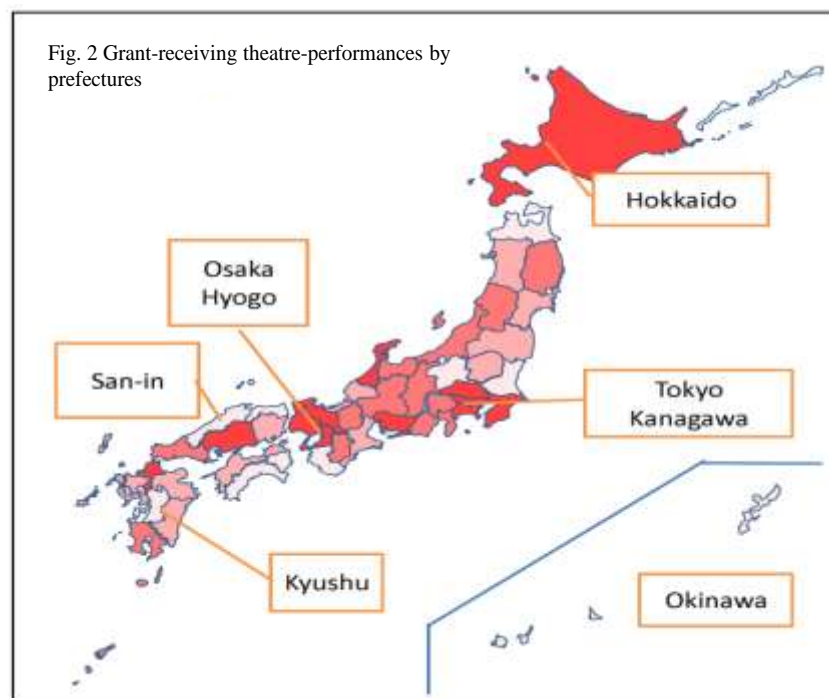 Fig. 2 Grant-receiving theatre-performances by
prefectures
Hokkaido
Osaka
Hyogo
San-in
Tokyo
Kanagawa
Kyushu
Okinawa